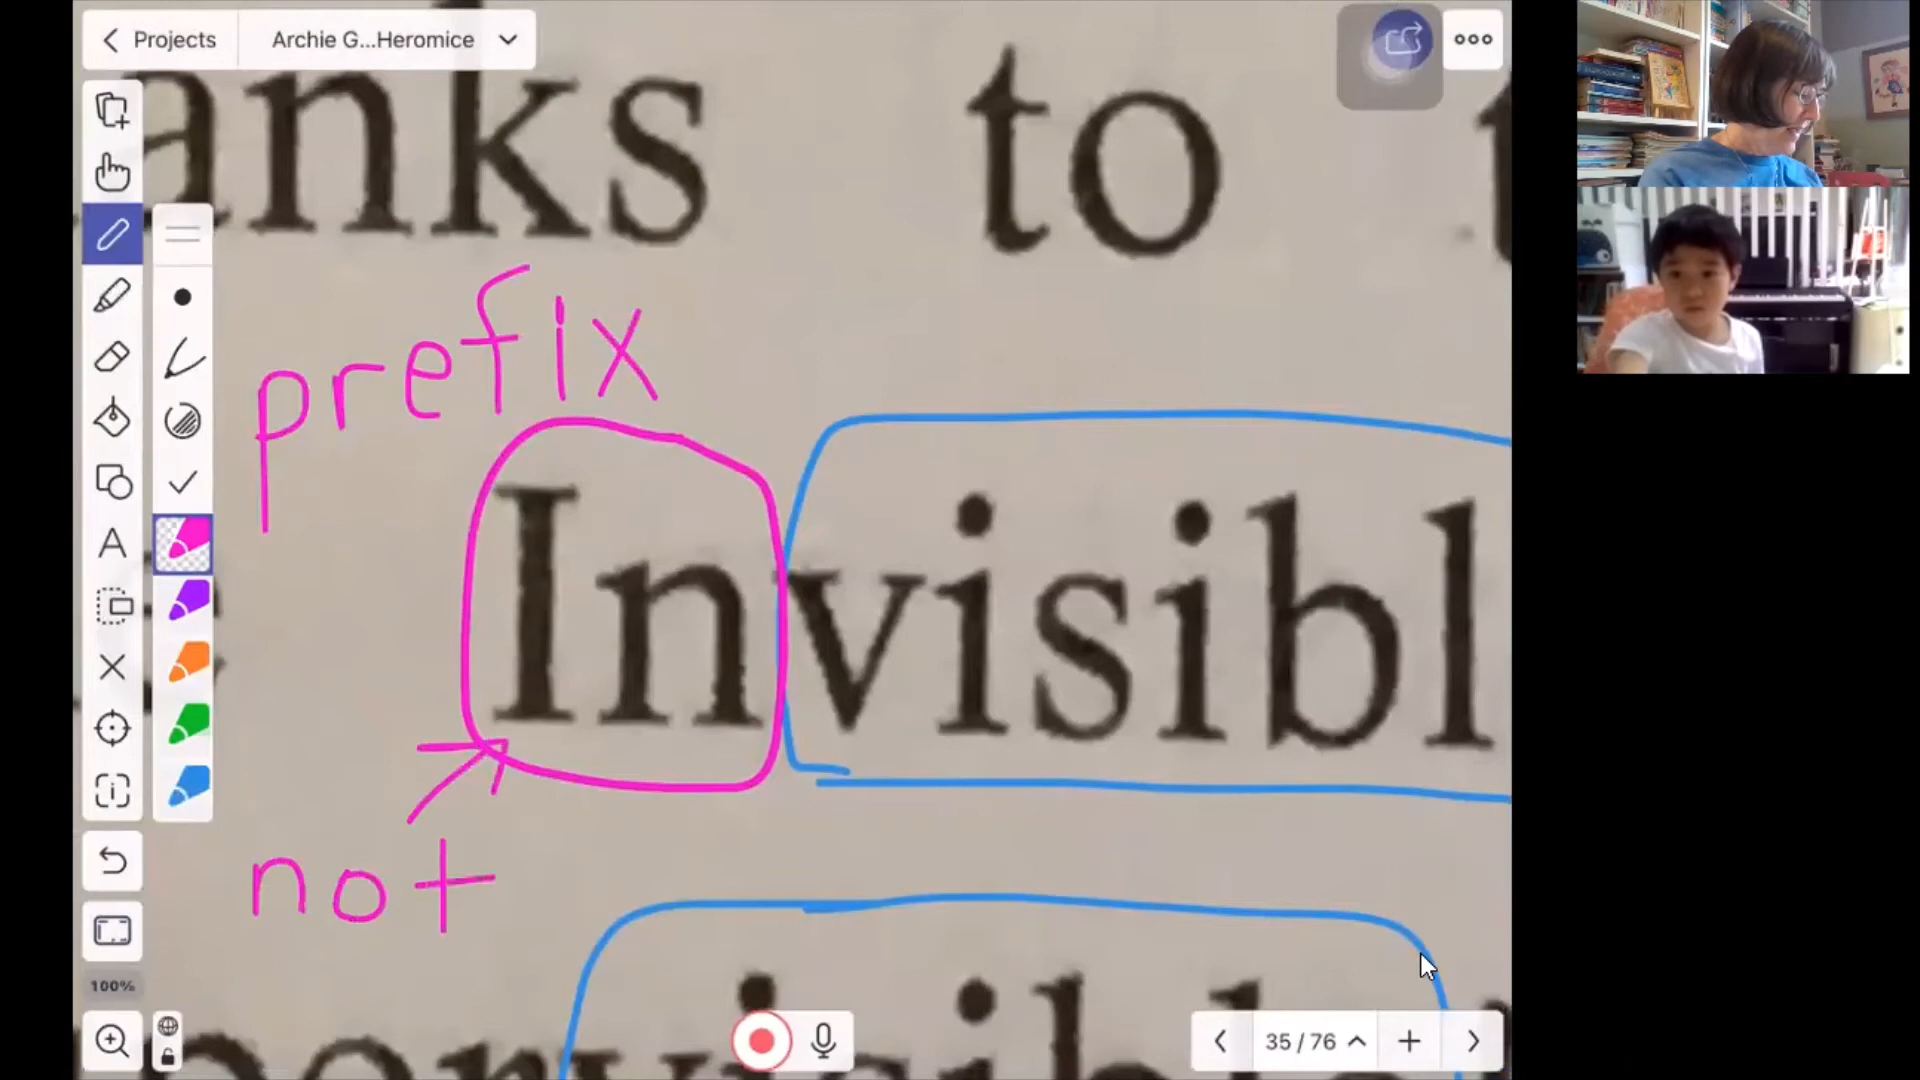 Projects
Archie G...Heromice
anks to t
prefix
Invisibl
not
100%
35 / 76